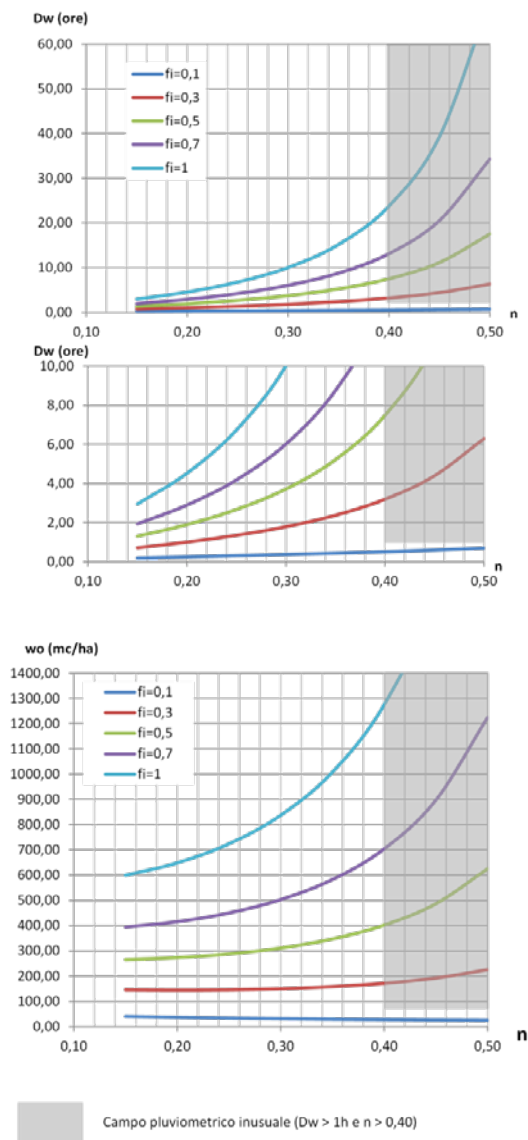 Dw (ore)
60,00
50,00
40,00
30,00
20,00
10,00
0,00
fi=0,1
fi=0,3
fi=0,5
fi=0,7
fi=1
0,10 0,20 0,30 0,40 0,50 n
Dw (ore)
10,00
8,00
6,00
4,00
2,00
0,00
0,10 0,20 0,30 0,40 0,50 n
wo (mc/ha)
1400,00
1300,00
1200,00
1100,00
1000,00
900,00
800,00
700,00
600,00
500,00
400,00
300,00
200,00
100,00
0,00
fi=0,1
fi=0,3
fi=0,5
fi=0,7
fi=1
0,10 0,20 0,30 0,40 0,50 n
Campo pluviometrico inusuale (Dw > 1h e n > 0,40)